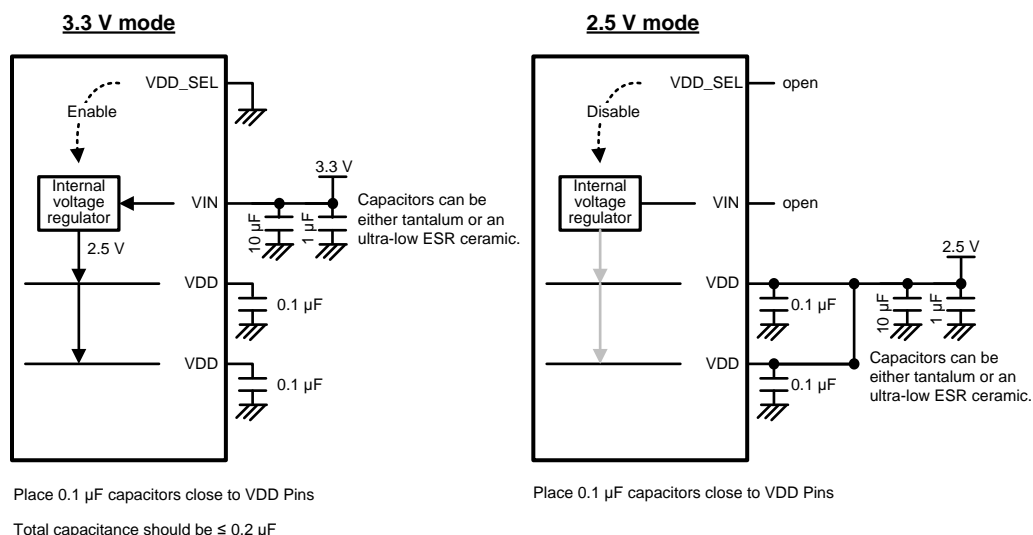 3.3 V mode
VDD_SEL
Enable
Internal
voltage
regulator
VIN
3.3 V
10 µF
1 µF
Capacitors can be
either tantalum or an
ultra-low ESR ceramic.
2.5 V
VDD
0.1 µF
VDD
0.1 µF
Place 0.1 µF capacitors close to VDD Pins
Total capacitance should be ≤ 0.2 uF
2.5 V mode
VDD_SEL
open
Disable
Internal
voltage
regulator
VIN
open
2.5 V
VDD
0.1 µF
10 µF
1 µF
VDD
0.1 µF
Capacitors can be
either tantalum or an
ultra-low ESR ceramic.
Place 0.1 µF capacitors close to VDD Pins